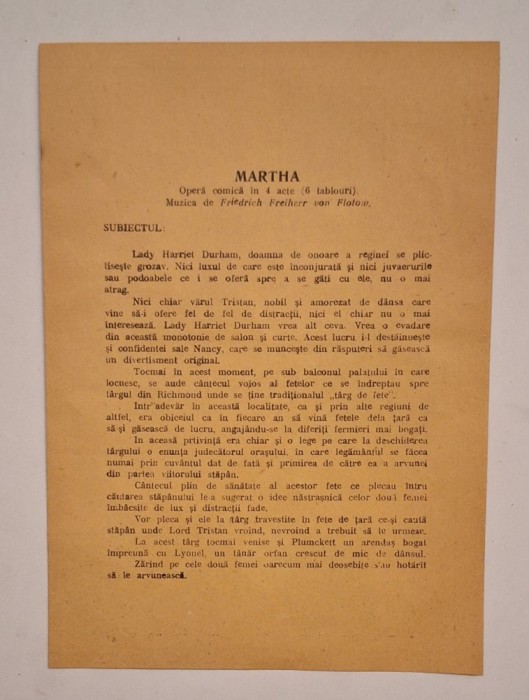 MARTHA
Operă comică în 4 acte (6 tablouri).
Muzica de Friedrich Freiherr von Flotow.
SUBIECTUL:
Lady Harriet Durham, doamna de onoare a reginei se plic-
tisește grozav. Nici luxul de care este înconjurată și nici juvaerurile
sau podoabele ce i se oferă spre a se găti cu ele, nu o mai
atrag.
Nici chiar vărul Tristan, nobil și amorezat de dânsa care
vine să-i ofere fel de fel de distracții, nici el chiar nu o mai
interesează. Lady Harriet Durham vrea alt ceva. Vrea o evadare
din această monotonie de salon și curte. Acest lucru i-l destăinuește
și confidentei sale Nancy, care se muncește din răsputeri să găsească
un divertisment original.
Tocmai în acest moment, pe sub balconul palatului în care
locuesc, se aude cântecul vojos al fetelor ce se îndreptau spre
târgul din Richmond unde se ține tradiționalul „târg de fete".
Intr'adevăr în această localitate, ca și prin alte regiuni de
altfel, era obiceiul ca în fiecare an să vină fetele dela țară ca
să-și găsească de lucru, angajându-se la diferiți fermieri mai bogați.
In aceasă prtivință era chiar și o lege pe care la deschiderea
târgului o enunța judecătorul orașului, în care legământul se făcea
numai prin cuvântul dat de fată și primirea de către ea a arvunei
din partea viitorului stăpân.
Cântecul plin de sănătate al acestor fete ce plecau întru
căutarea stăpânului le-a sugerat o idee năstrașnică celor două femei
îmbâesite de lux și distracții fade.
Vor pleca și ele la târg travestite în fete de țară ce-și caută
stăpân unde Lord Tristan vroind, nevroind a trebuit să le urmeze.
La acest târg tocmai venise și Plumckett un arendaș bogat
împreună cu Lyonel, un tânăr orfan crescut de mic de dânsul.
Zărind pe cele două femei oarecum mai deosebite s'au hotărît
să le arvunească.